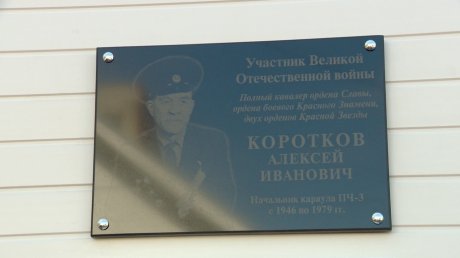 Участник Великой
Отечественной войны
Полный кавалер ордена Славы,
ордена боевого Красного Знамени,
двух орденов Красной Звезды
КОРОТКОВ
АЛЕКСЕЙ
ИВАНОВИЧ
Начальник караула ПЧ-3
с 1946 по 1979 гг.